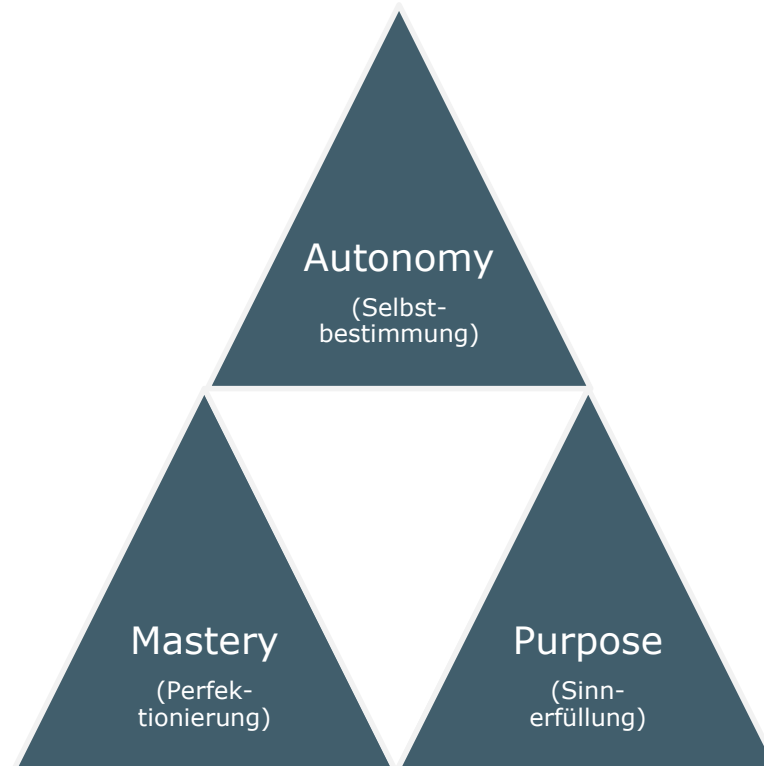 Autonomy
(Selbst-
bestimmung)
Mastery
(Perfek-
tionierung)
Purpose
(Sinn-
erfüllung)